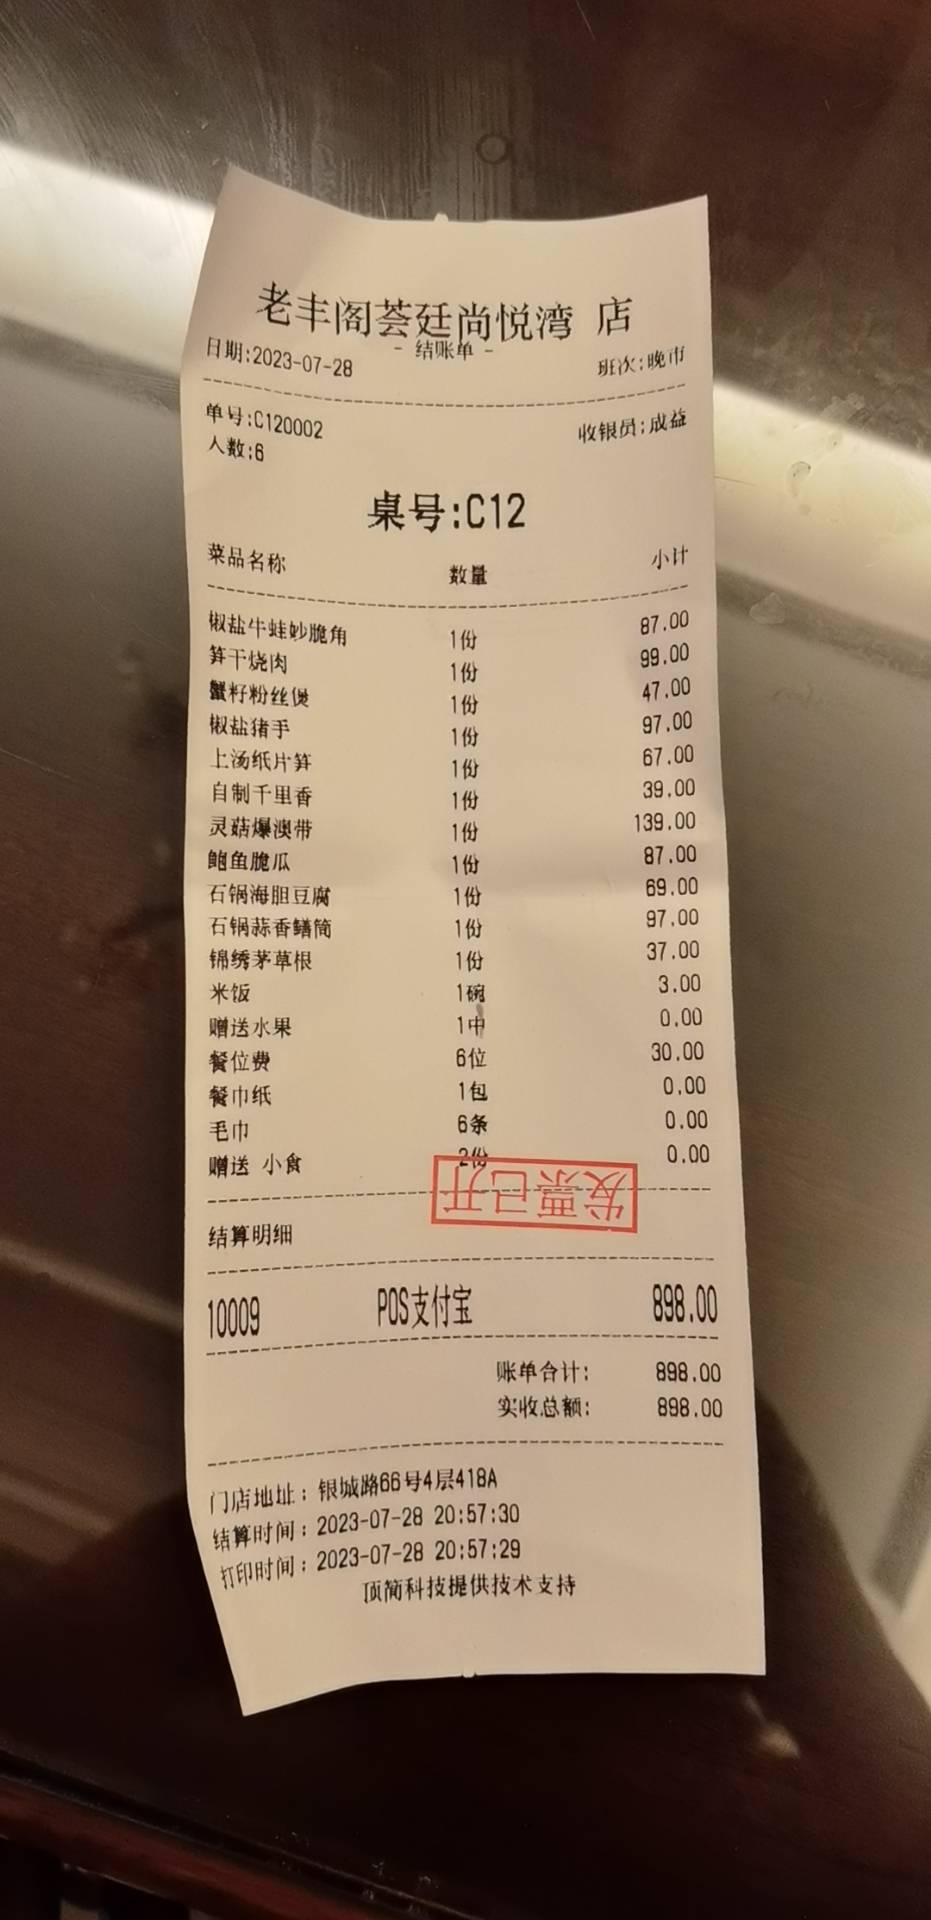 老丰阁荟廷尚悦湾 店
- 结账单 -
日期:2023-07-28 班次:晚市
单号:C120002 收银员:成益
人数:6
桌号:C12
菜品名称 数量 小计
椒盐牛蛙妙脆角 1份 87.00
笋干烧肉 1份 99.00
蟹籽粉丝煲 1份 47.00
椒盐猪手 1份 97.00
上汤纸片笋 1份 67.00
自制千里香 1份 39.00
灵菇爆澳带 1份 139.00
鲍鱼脆瓜 1份 87.00
石锅海胆豆腐 1份 69.00
石锅蒜香鳝筒 1份 97.00
锦绣茅草根 1份 37.00
米饭 1碗 3.00
赠送水果 1中 0.00
餐位费 6位 30.00
餐巾纸 1包 0.00
毛巾 6条 0.00
赠送 小食 2份 0.00
发票已开
结算明细
10009 POS支付宝 898.00
账单合计: 898.00
实收总额: 898.00
门店地址: 银城路66号4层418A
结算时间: 2023-07-28 20:57:30
打印时间: 2023-07-28 20:57:29
顶简科技提供技术支持